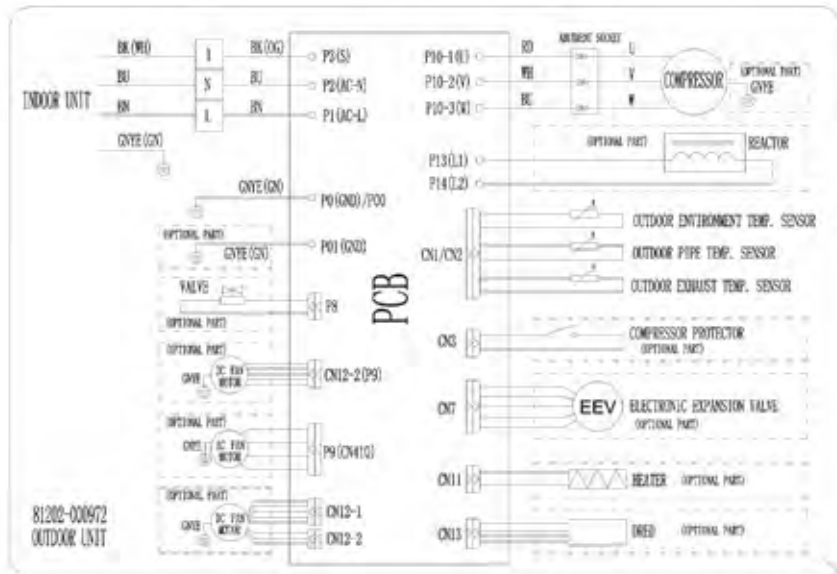 INDOOR UNIT
BK(WH) 1 BK(OG) P3(S)
BU N BU P2(AC-N)
BN L BN P1(AC-L)
GNYE(GN)
GNYE(GN) P0(GND)/P00
(OPTIONAL PART)
GNYE(GN) P01(GND)
VALVE
P8
(OPTIONAL PART)
(OPTIONAL PART)
GNYE DC FAN MOTOR CN12-2(P9)
(OPTIONAL PART)
GNYE AC FAN MOTOR P9(CN410)
(OPTIONAL PART)
GNYE DC FAN MOTOR CN12-1
CN12-2
81202-000972
OUTDOOR UNIT
PCB
SOCKET
P10-1(U) RD U
P10-2(V) WH V
P10-3(W) BU W
COMPRESSOR
(OPTIONAL PART)
GNYE
(OPTIONAL PART) REACTOR
P13(L1)
P14(L2)
CN1/CN2
OUTDOOR ENVIRONMENT TEMP. SENSOR
OUTDOOR PIPE TEMP. SENSOR
OUTDOOR EXHAUST TEMP. SENSOR
CN3 COMPRESSOR PROTECTOR
(OPTIONAL PART)
CN7 EEV ELECTRONIC EXPANSION VALVE
(OPTIONAL PART)
CN11 HEATER (OPTIONAL PART)
CN13 DRED (OPTIONAL PART)